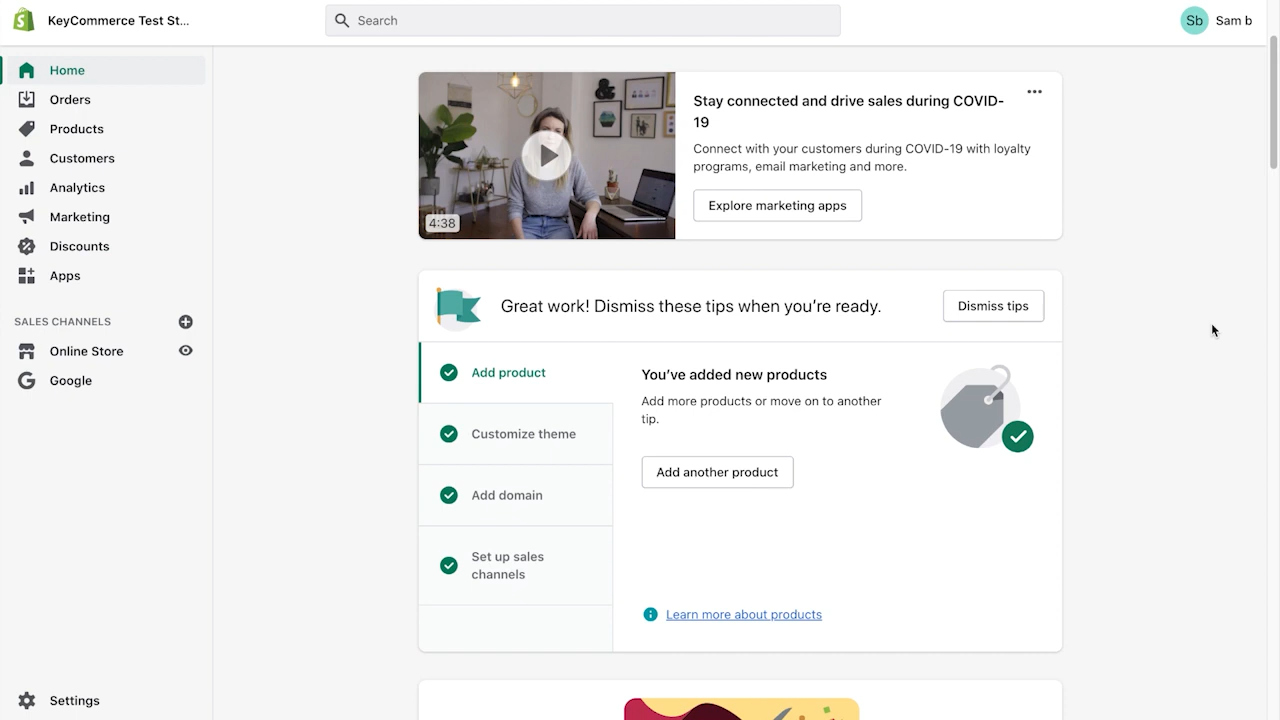 KeyCommerce Test St...
Search
Sb
Sam b
Home
Orders
Products
Customers
Analytics
Marketing
Discounts
Apps
SALES CHANNELS
Online Store
Google
Settings
4:38
Stay connected and drive sales during COVID-
19
Connect with your customers during COVID-19 with loyalty
programs, email marketing and more.
Explore marketing apps
Great work! Dismiss these tips when you're ready.
Dismiss tips
Add product
Customize theme
Add domain
Set up sales
channels
You've added new products
Add more products or move on to another
tip.
Add another product
Learn more about products